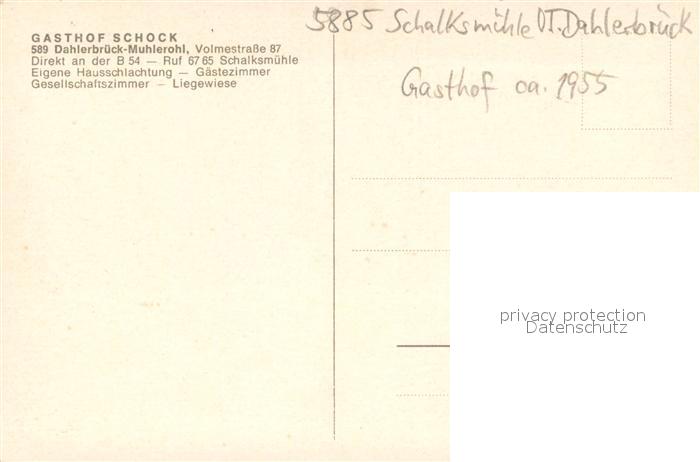 GASTHOF SCHOCK
589 Dahlerbrück-Muhlerohl, Volmestraße 87
Direkt an der B 54 — Ruf 67 65 Schalksmühle
Eigene Hausschlachtung — Gästezimmer
Gesellschaftszimmer — Liegewiese
5885 Schalksmühle OT. Dahlerbrück
Gasthof ca. 1955
privacy protection
Datenschutz